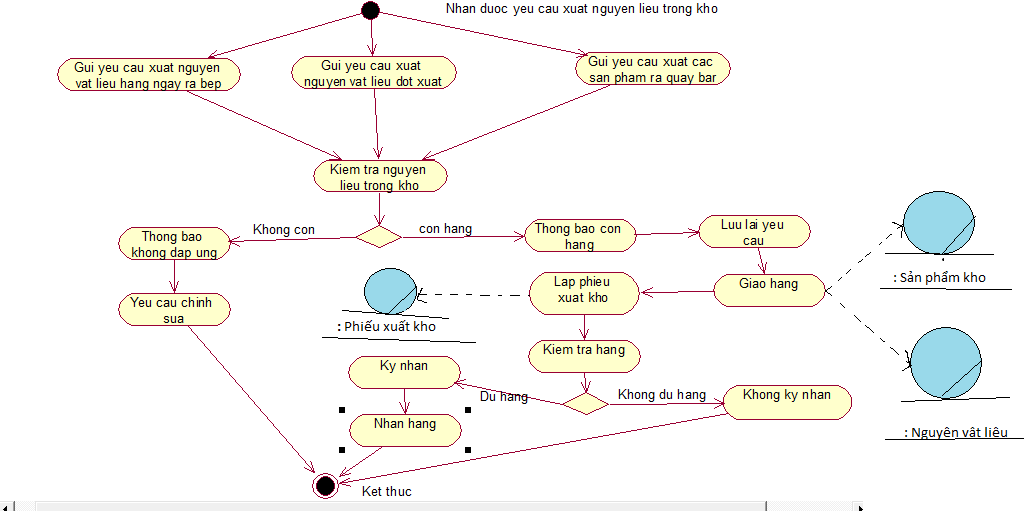 Nhan duoc yeu cau xuat nguyen lieu trong kho
Gui yeu cau xuat nguyen
vat lieu hang ngay ra bep
Gui yeu cau xuat
nguyen vat lieu dot xuat
Gui yeu cau xuat cac
san pham ra quay bar
Kiem tra nguyen
lieu trong kho
Khong con
con hang
Thong bao
khong dap ung
Thong bao con
hang
Luu lai yeu
cau
Yeu cau chinh
sua
Lap phieu
xuat kho
Giao hang
: Sản phẩm kho
: Phiếu xuất kho
Kiem tra hang
Ky nhan
Du hang
Khong du hang
Khong ky nhan
Nhan hang
: Nguyên vât liêu
Ket thuc